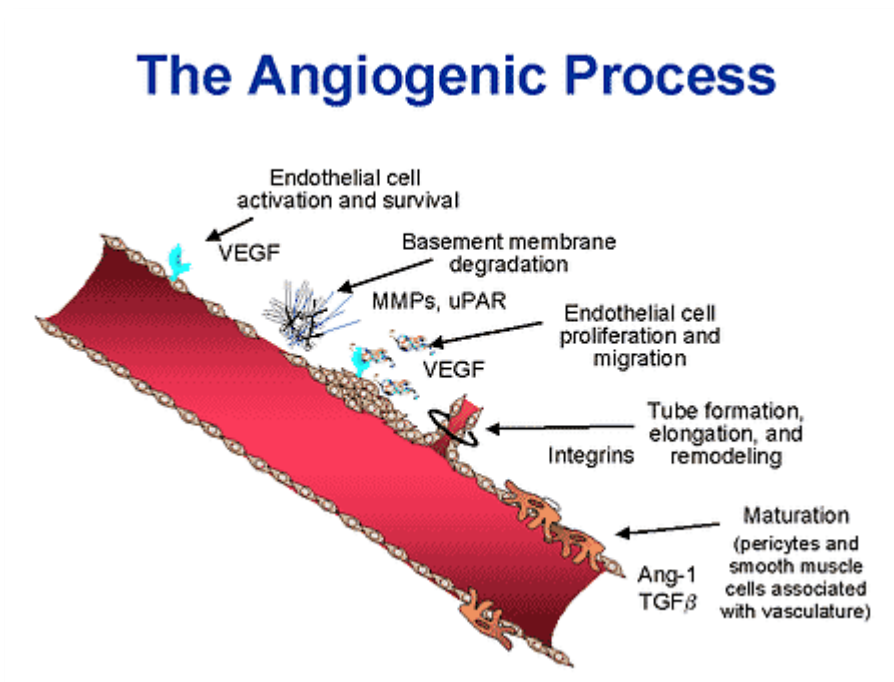 The Angiogenic Process
Endothelial cell
activation and survival
VEGF
Basement membrane
degradation
MMPs, uPAR
Endothelial cell
proliferation and
migration
VEGF
Tube formation,
elongation, and
remodeling
Integrins
Maturation
(pericytes and
smooth muscle
cells associated
with vasculature)
Ang-1
TGFβ